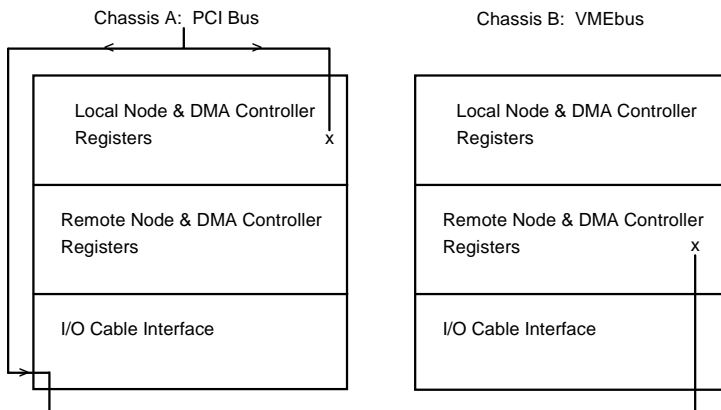 Chassis A:  PCI Bus
Local Node & DMA Controller
Registers
x
Remote Node & DMA Controller
Registers
I/O Cable Interface
Chassis B:  VMEbus
Local Node & DMA Controller
Registers
Remote Node & DMA Controller
Registers
x
I/O Cable Interface